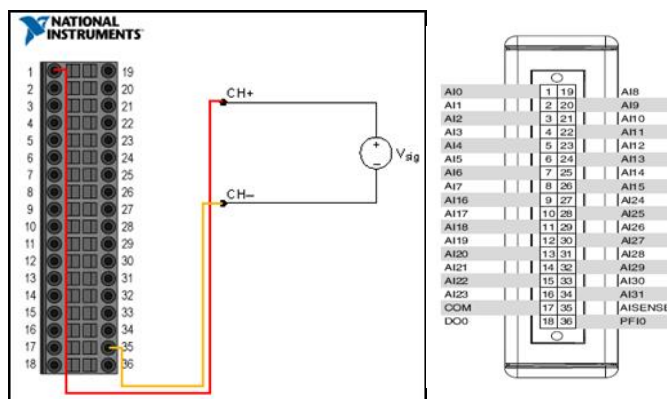 NATIONAL
INSTRUMENTS
1 19
2 20
3 21
4 22
5 23
6 24
7 25
8 26
9 27
10 28
11 29
12 30
13 31
14 32
15 33
16 34
17 35
18 36
CH+
+
− Vsig
CH−
AI0 1 19 AI8
AI1 2 20 AI9
AI2 3 21 AI10
AI3 4 22 AI11
AI4 5 23 AI12
AI5 6 24 AI13
AI6 7 25 AI14
AI7 8 26 AI15
AI16 9 27 AI24
AI17 10 28 AI25
AI18 11 29 AI26
AI19 12 30 AI27
AI20 13 31 AI28
AI21 14 32 AI29
AI22 15 33 AI30
AI23 16 34 AI31
COM 17 35 AISENSE
DO0 18 36 PFI0